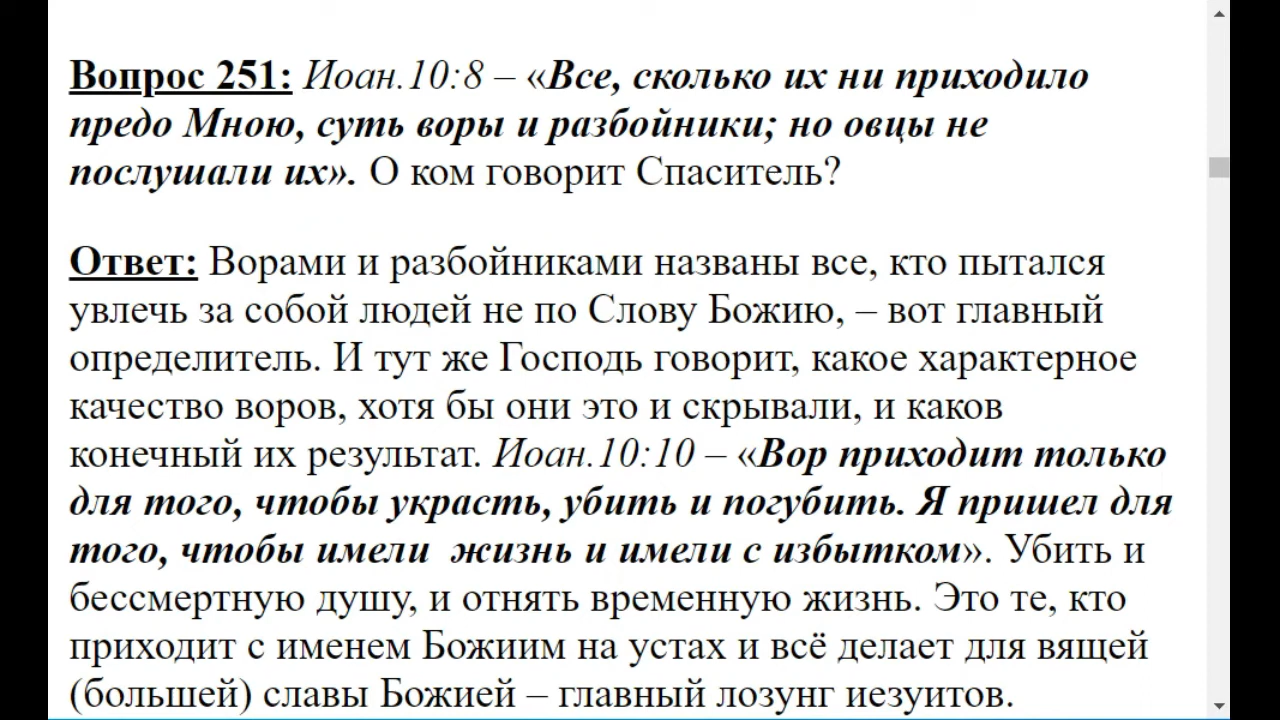 Вопрос 251: Иоан.10:8 – «Все, сколько их ни приходило
предо Мною, суть воры и разбойники; но овцы не
послушали их». О ком говорит Спаситель?
Ответ: Ворами и разбойниками названы все, кто пытался
увлечь за собой людей не по Слову Божию, – вот главный
определитель. И тут же Господь говорит, какое характерное
качество воров, хотя бы они это и скрывали, и каков
конечный их результат. Иоан.10:10 – «Вор приходит только
для того, чтобы украсть, убить и погубить. Я пришел для
того, чтобы имели  жизнь и имели с избытком». Убить и
бессмертную душу, и отнять временную жизнь. Это те, кто
приходит с именем Божиим на устах и всё делает для вящей
(большей) славы Божией – главный лозунг иезуитов.